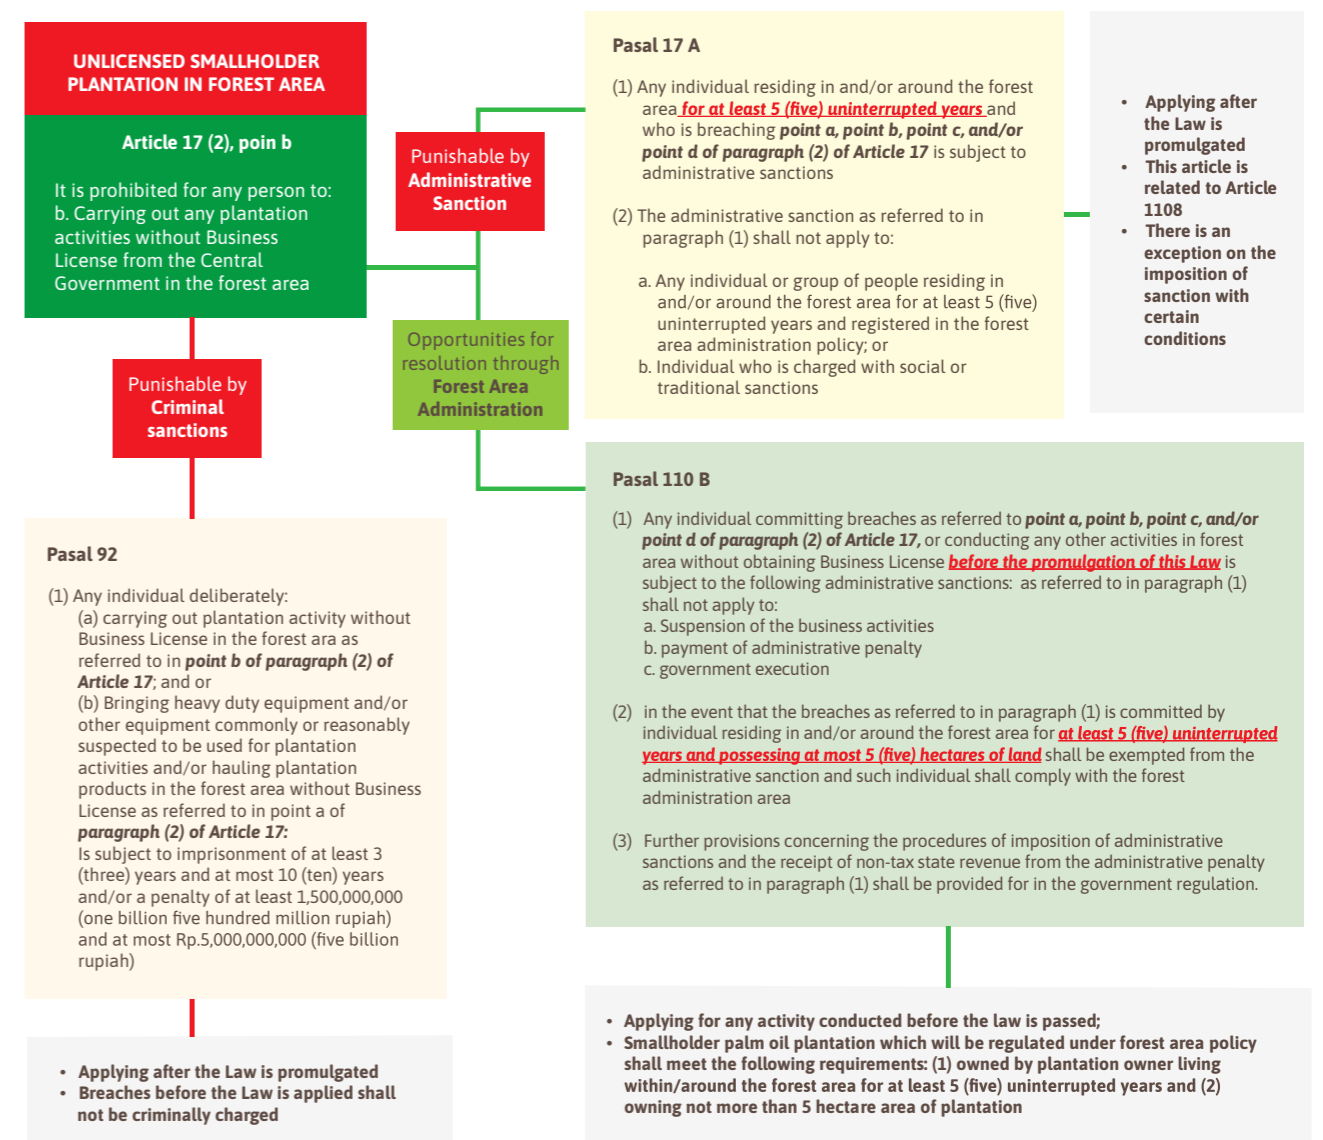 UNLICENSED SMALLHOLDER
PLANTATION IN FOREST AREA
Article 17 (2), poin b
It is prohibited for any person to:
b. Carrying out any plantation
activities without Business
License from the Central
Government in the forest area
Punishable by
Administrative
Sanction
Opportunities for
resolution through
Forest Area
Administration
Punishable by
Criminal
sanctions
Pasal 17 A
(1) Any individual residing in and/or around the forest
area for at least 5 (five) uninterrupted years and
who is breaching point a, point b, point c, and/or
point d of paragraph (2) of Article 17 is subject to
administrative sanctions
(2) The administrative sanction as referred to in
paragraph (1) shall not apply to:
a. Any individual or group of people residing in
and/or around the forest area for at least 5 (five)
uninterrupted years and registered in the forest
area administration policy; or
b. Individual who is charged with social or
traditional sanctions
• Applying after
the Law is
promulgated
• This article is
related to Article
1108
• There is an
exception on the
imposition of
sanction with
certain
conditions
Pasal 110 B
(1) Any individual committing breaches as referred to point a, point b, point c, and/or
point d of paragraph (2) of Article 17, or conducting any other activities in forest
area without obtaining Business License before the promulgation of this Law is
subject to the following administrative sanctions: as referred to in paragraph (1)
shall not apply to:
a. Suspension of the business activities
b. payment of administrative penalty
c. government execution
(2) in the event that the breaches as referred to in paragraph (1) is committed by
individual residing in and/or around the forest area for at least 5 (five) uninterrupted
years and possessing at most 5 (five) hectares of land shall be exempted from the
administrative sanction and such individual shall comply with the forest
administration area
(3) Further provisions concerning the procedures of imposition of administrative
sanctions and the receipt of non-tax state revenue from the administrative penalty
as referred to in paragraph (1) shall be provided for in the government regulation.
Pasal 92
(1) Any individual deliberately:
(a) carrying out plantation activity without
Business License in the forest ara as
referred to in point b of paragraph (2) of
Article 17; and or
(b) Bringing heavy duty equipment and/or
other equipment commonly or reasonably
suspected to be used for plantation
activities and/or hauling plantation
products in the forest area without Business
License as referred to in point a of
paragraph (2) of Article 17:
Is subject to imprisonment of at least 3
(three) years and at most 10 (ten) years
and/or a penalty of at least 1,500,000,000
(one billion five hundred million rupiah)
and at most Rp.5,000,000,000 (five billion
rupiah)
• Applying after the Law is promulgated
• Breaches before the Law is applied shall
not be criminally charged
• Applying for any activity conducted before the law is passed;
• Smallholder palm oil plantation which will be regulated under forest area policy
shall meet the following requirements: (1) owned by plantation owner living
within/around the forest area for at least 5 (five) uninterrupted years and (2)
owning not more than 5 hectare area of plantation